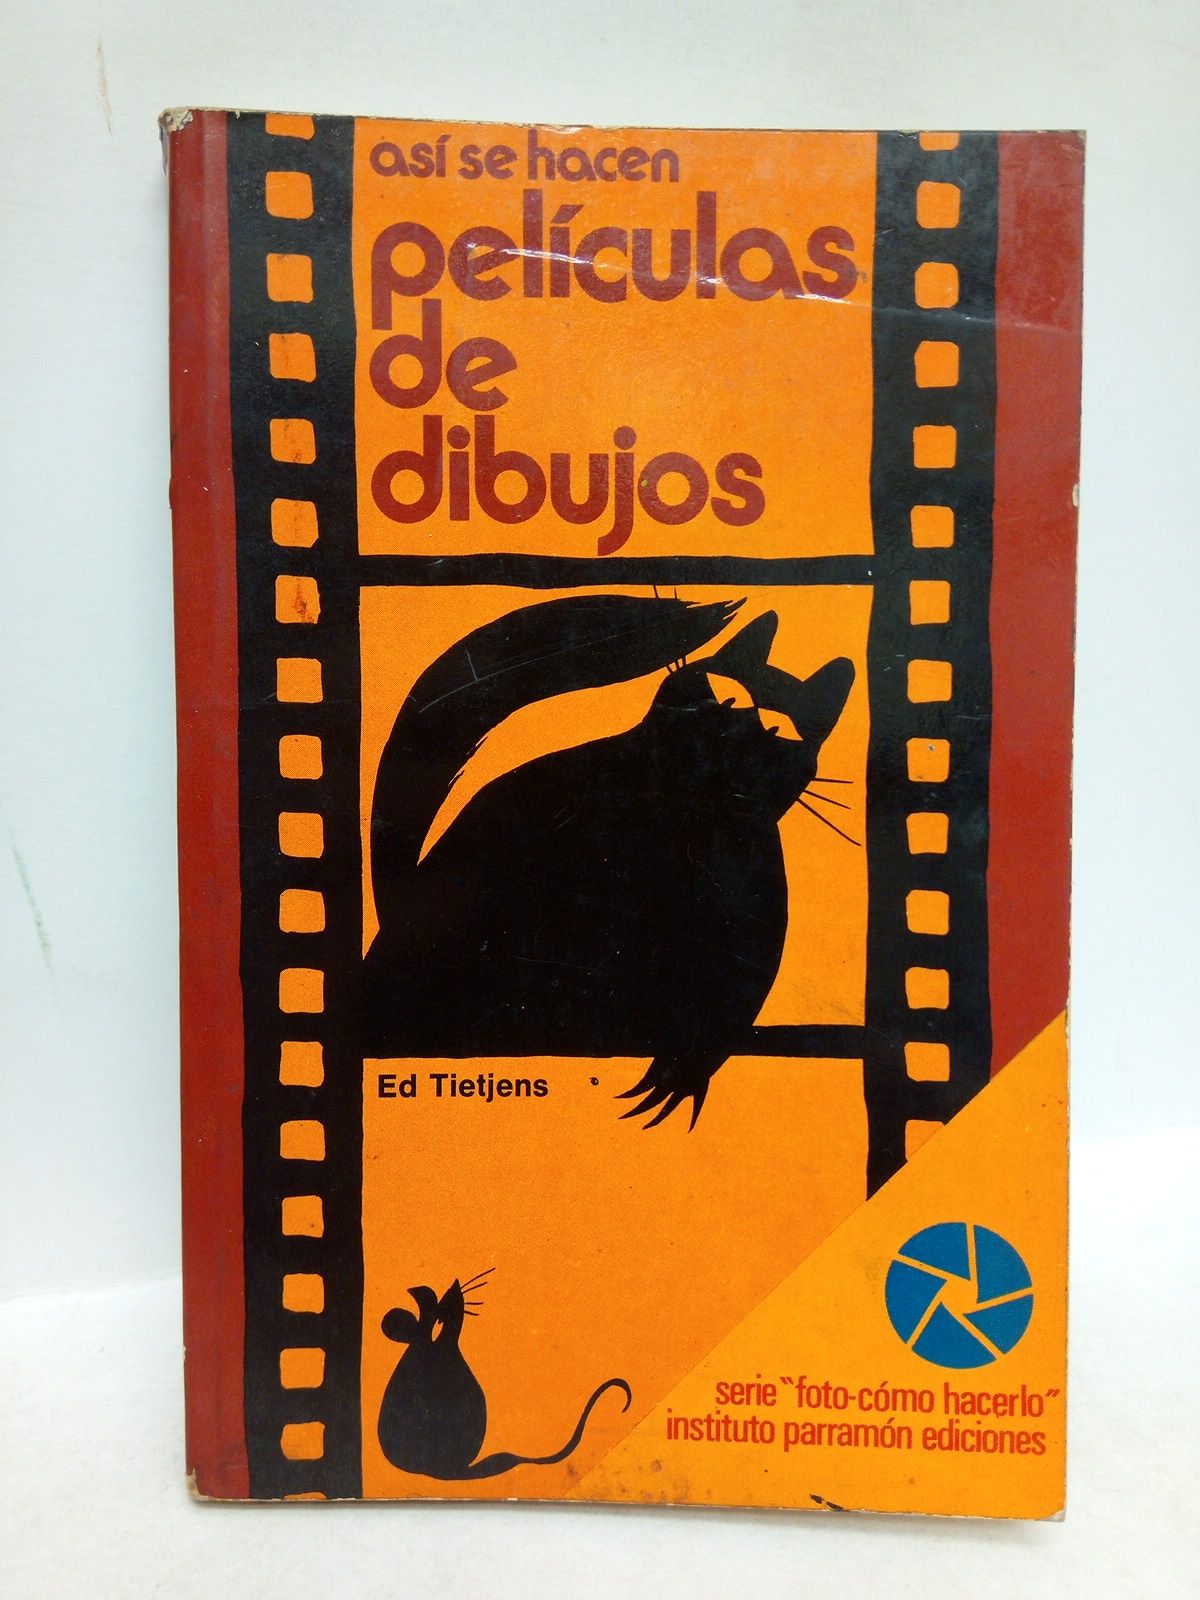 así se hacen
películas
de
dibujos
Ed Tietjens
serie "foto-cómo hacerlo"
instituto parramón ediciones